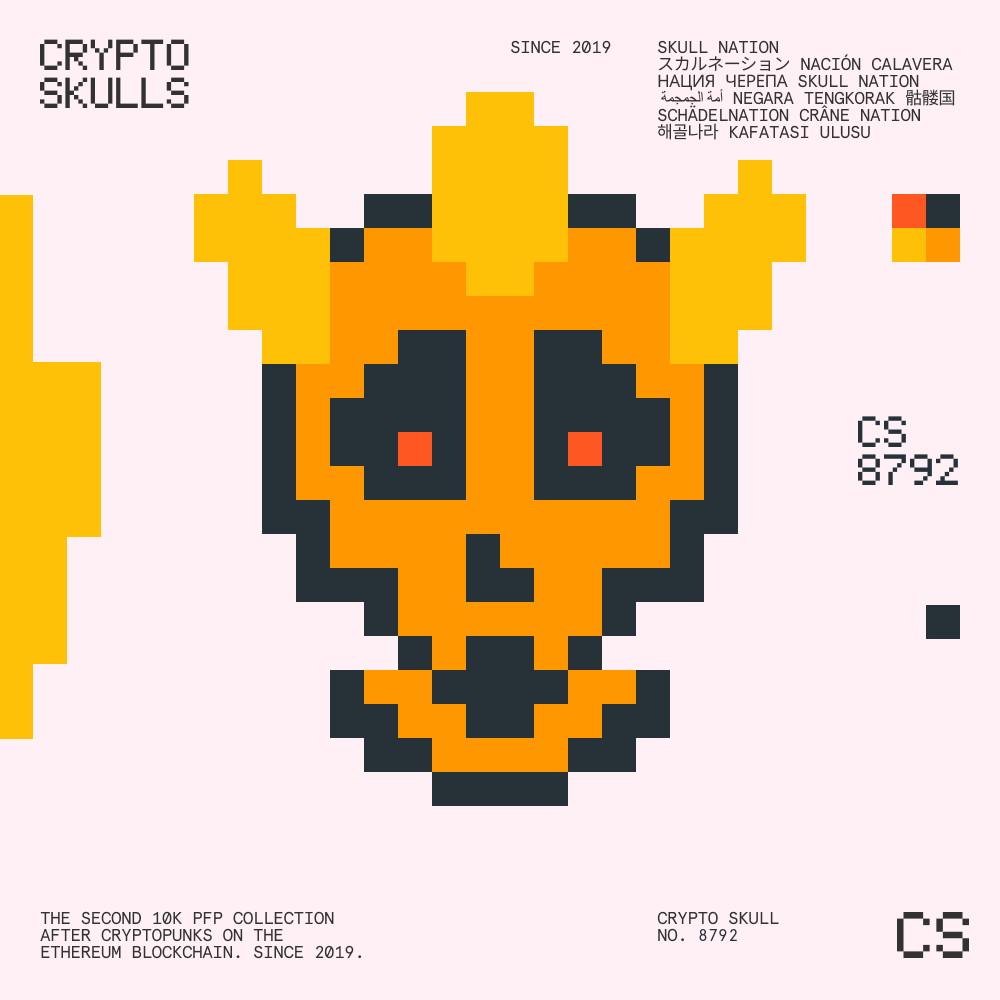 CRYPTO
SKULLS
SINCE 2019
SKULL NATION
スカルネーション NACIÓN CALAVERA
НАЦИЯ ЧЕРЕПА SKULL NATION
أمة الجمجمة NEGARA TENGKORAK 骷髅国
SCHÄDELNATION CRÂNE NATION
해골나라 KAFATASI ULUSU
CS
8792
THE SECOND 10K PFP COLLECTION
AFTER CRYPTOPUNKS ON THE
ETHEREUM BLOCKCHAIN. SINCE 2019.
CRYPTO SKULL
NO. 8792
CS